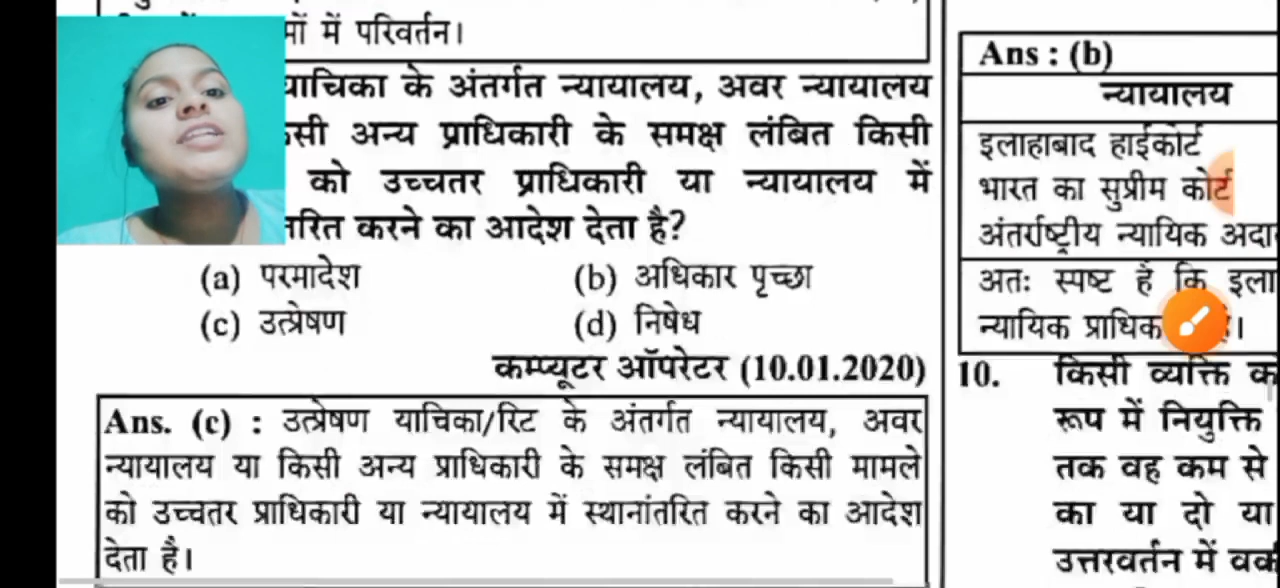 मों में परिवर्तन।
याचिका के अंतर्गत न्यायालय, अवर न्यायालय
अन्य प्राधिकारी के समक्ष लंबित किसी
को उच्चतर प्राधिकारी या न्यायालय में
करने का आदेश देता है?
(a) परमादेश (b) अधिकार पृच्छा
(c) उत्प्रेषण (d) निषेध
कम्प्यूटर ऑपरेटर (10.01.2020)
Ans. (c) : उत्प्रेषण याचिका/रिट के अंतर्गत न्यायालय, अवर
न्यायालय या किसी अन्य प्राधिकारी के समक्ष लंबित किसी मामले
को उच्चतर प्राधिकारी या न्यायालय में स्थानांतरित करने का आदेश
देता है।
Ans : (b)
न्यायालय
इलाहाबाद हाईकोर्ट
भारत का सुप्रीम कोर्ट
अंतर्राष्ट्रीय न्यायिक
अतः स्पष्ट है कि
न्यायिक
10. किसी व्यक्ति
रूप में नियुक्ति
तक वह कम से
का या दो या
उत्तरवर्तन में